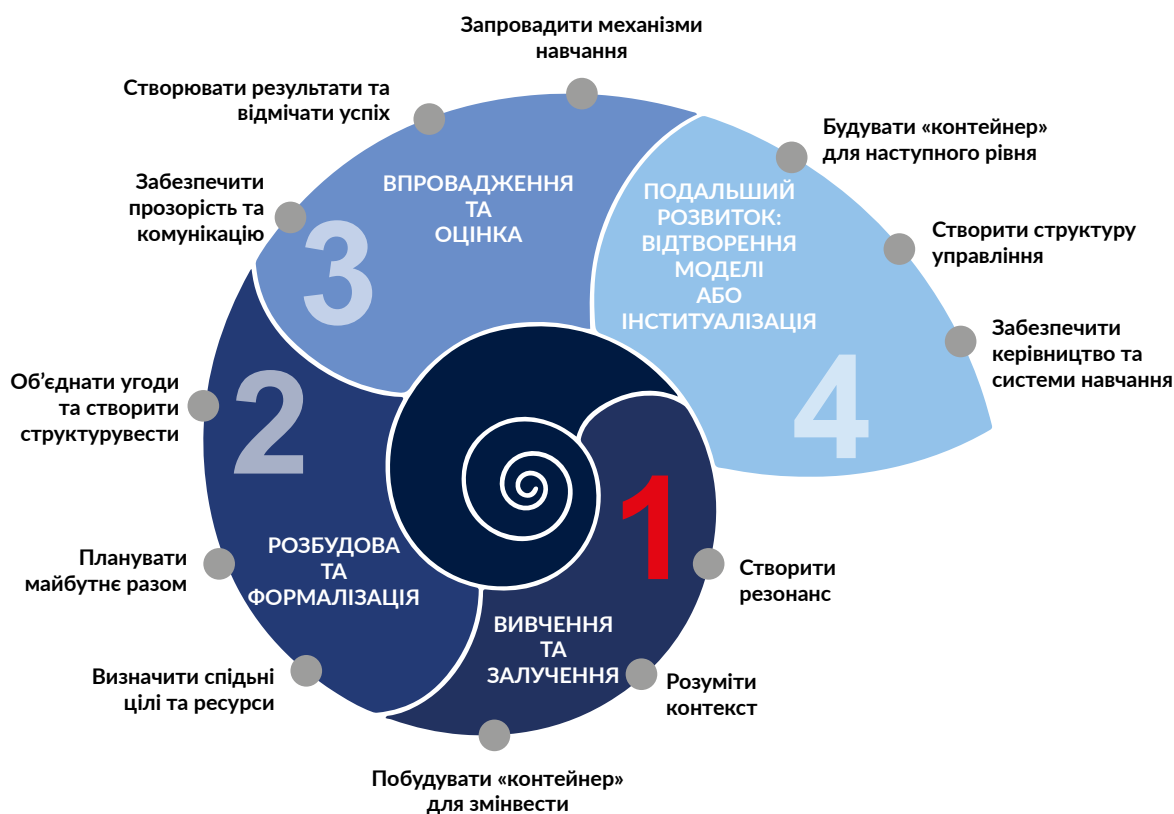 Запровадити механізми
навчання
Створювати результати та
відмічати успіх
Будувати «контейнер»
для наступного рівня
Забезпечити
прозорість та
комунікацію
ВПРОВАДЖЕННЯ
ТА
ОЦІНКА
3
ПОДАЛЬШИЙ
РОЗВИТОК:
ВІДТВОРЕННЯ
МОДЕЛІ
АБО
ІНСТИТУАЛІЗАЦІЯ
4
Створити структуру
управління
Забезпечити
керівництво та
системи навчання
Об’єднати угоди
та створити
структурувести
2
РОЗБУДОВА
ТА
ФОРМАЛІЗАЦІЯ
Планувати
майбутнє разом
Визначити спідьні
цілі та ресурси
1
ВИВЧЕННЯ
ТА
ЗАЛУЧЕННЯ
Створити
резонанс
Розуміти
контекст
Побудувати «контейнер»
для змінвести